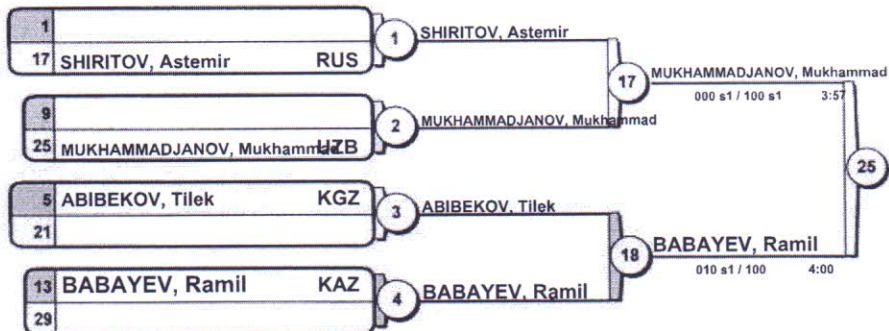 1
17 SHIRITOV, Astemir RUS
1 SHIRITOV, Astemir
9
25 MUKHAMMADJANOV, Mukhammad UZB
2 MUKHAMMADJANOV, Mukhammad
17 MUKHAMMADJANOV, Mukhammad
000 s1 / 100 s1 3:57
5 ABIBEKOV, Tilek KGZ
21
3 ABIBEKOV, Tilek
13 BABAYEV, Ramil KAZ
29
4 BABAYEV, Ramil
18 BABAYEV, Ramil
010 s1 / 100 4:00
25